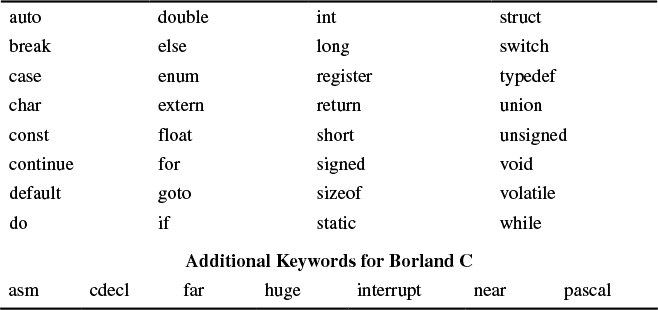 auto double int struct
break else long switch
case enum register typedef
char extern return union
const float short unsigned
continue for signed void
default goto sizeof volatile
do if static while
Additional Keywords for Borland C
asm cdecl far huge interrupt near pascal